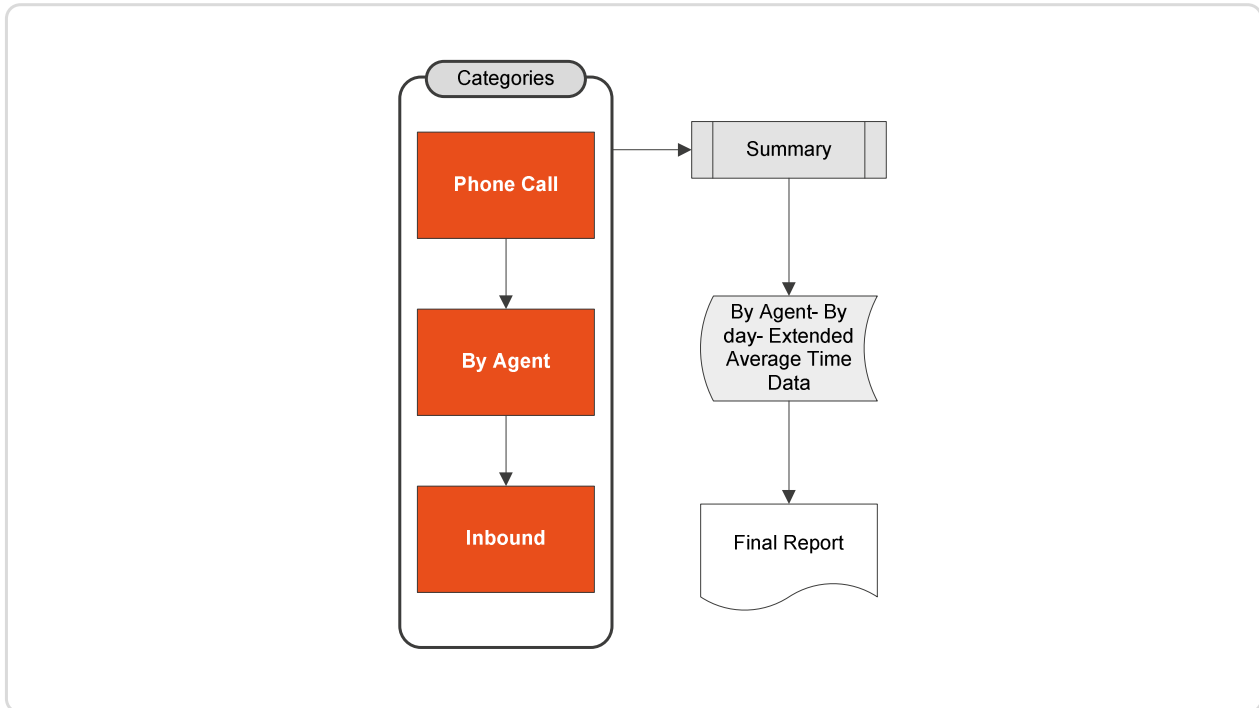 Categories
Phone Call
By Agent
Inbound
Summary
By Agent- By
day- Extended
Average Time
Data
Final Report